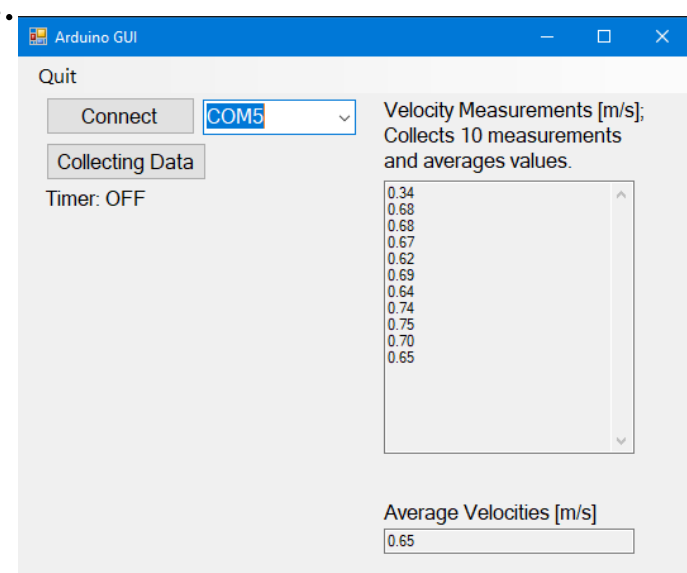 Arduino GUI
Quit
Connect
COM5
Collecting Data
Timer: OFF
Velocity Measurements [m/s];
Collects 10 measurements
and averages values.
0.34
0.68
0.68
0.67
0.62
0.69
0.64
0.74
0.75
0.70
0.65
Average Velocities [m/s]
0.65